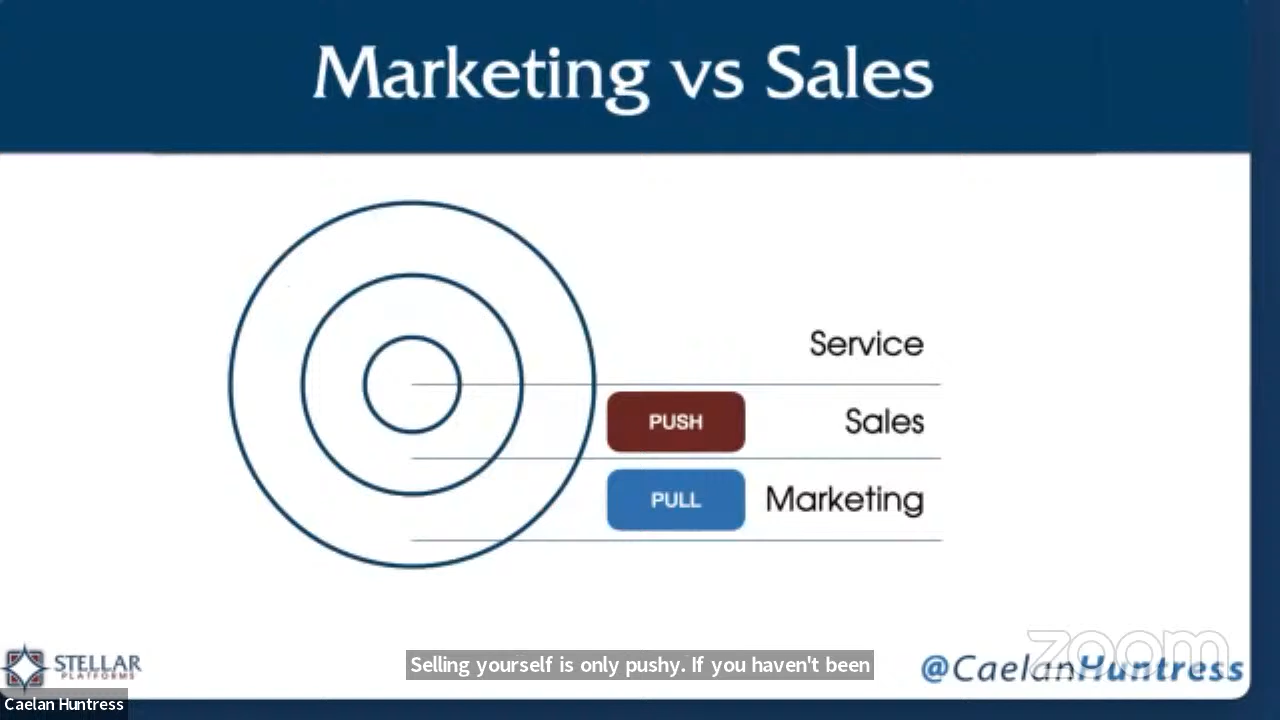 Marketing vs Sales
Service
PUSH
Sales
PULL
Marketing
STELLAR
PLATFORMS
Selling yourself is only pushy. If you haven't been
@CaelanHuntress
zoom
Caelan Huntress